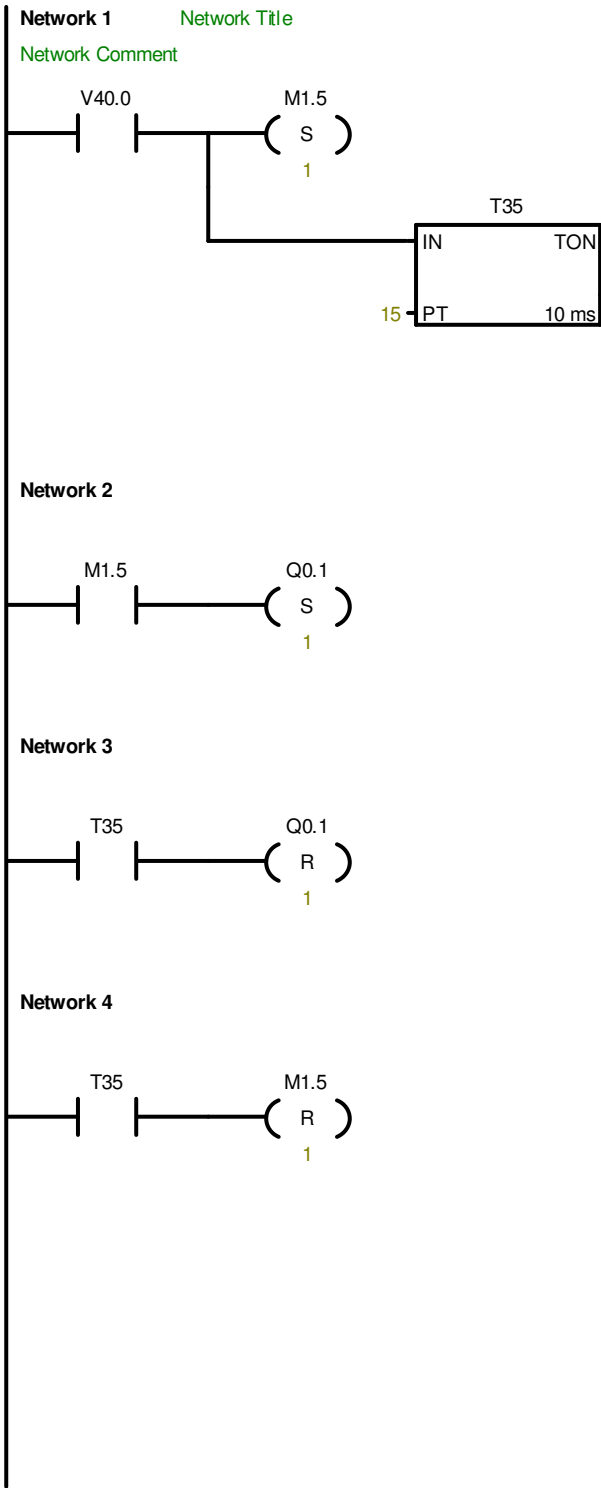 Network 1 Network Title
Network Comment
V40.0 M1.5
S
1
T35
IN TON
15 PT 10 ms
Network 2
M1.5 Q0.1
S
1
Network 3
T35 Q0.1
R
1
Network 4
T35 M1.5
R
1